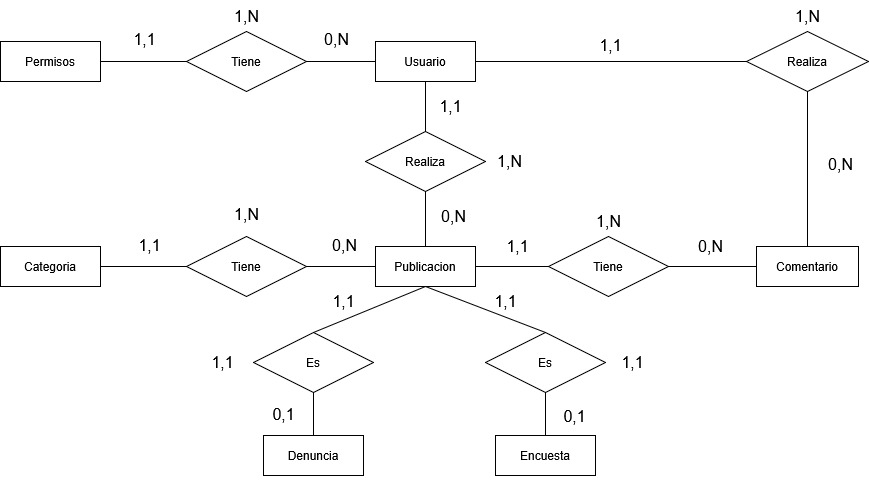 1,N
1,N
1,1
0,N
1,1
Permisos
Tiene
Usuario
Realiza
1,1
Realiza
1,N
0,N
1,N
0,N
1,N
1,1
0,N
1,1
0,N
Categoria
Tiene
Publicacion
Tiene
Comentario
1,1
1,1
1,1
Es
Es
1,1
0,1
0,1
Denuncia
Encuesta